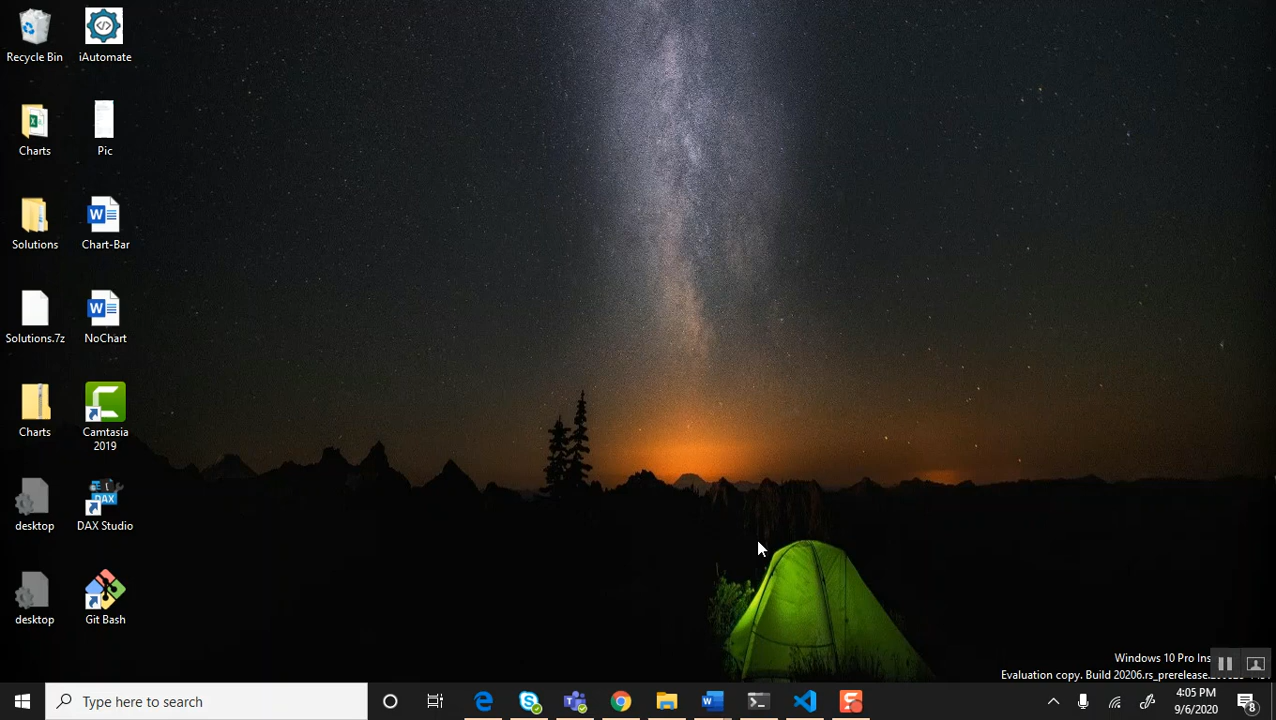 Recycle Bin
iAutomate
Charts
Pic
Solutions
Chart-Bar
Solutions.7z
NoChart
Charts
Camtasia
2019
desktop
DAX
DAX Studio
desktop
Git Bash
Windows 10 Pro Ins
Evaluation copy. Build 20206.rs_prerelease
Type here to search
4:05 PM
9/6/2020
8